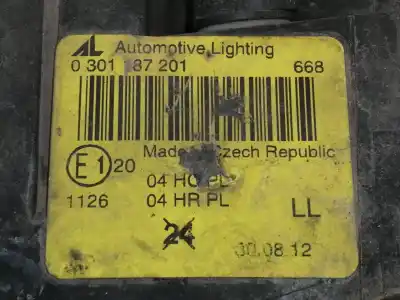 AL Automotive Lighting
0 301 187 201 668
Made Czech Republic
E1 20
04 HC PL
1126 04 HR PL LL
24 30.08.12